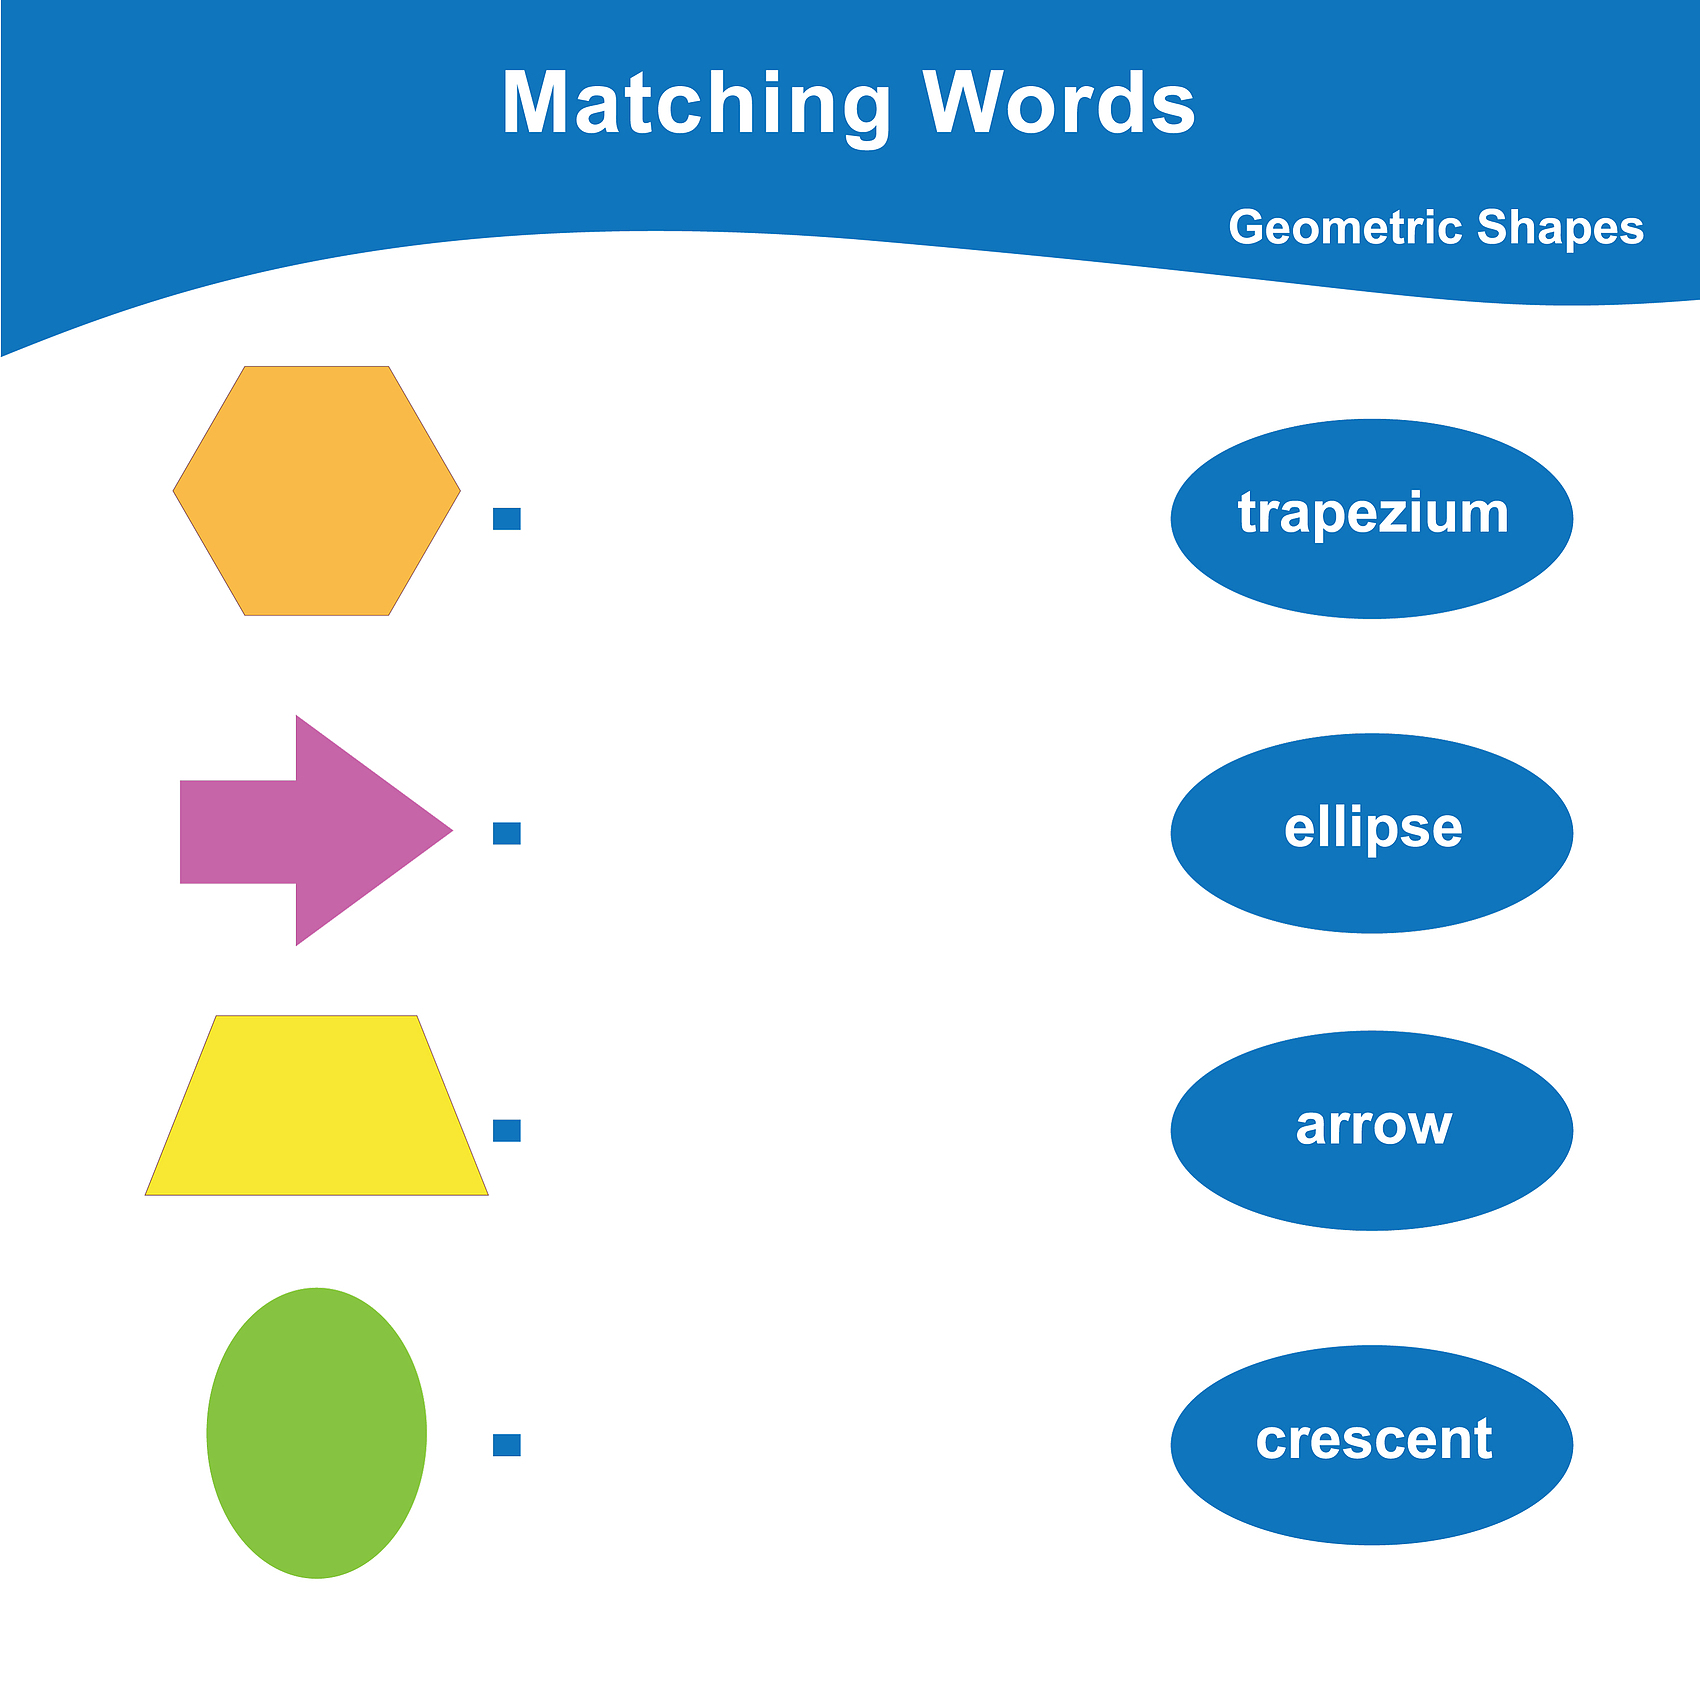 Matching Words
Geometric Shapes
trapezium
ellipse
arrow
crescent